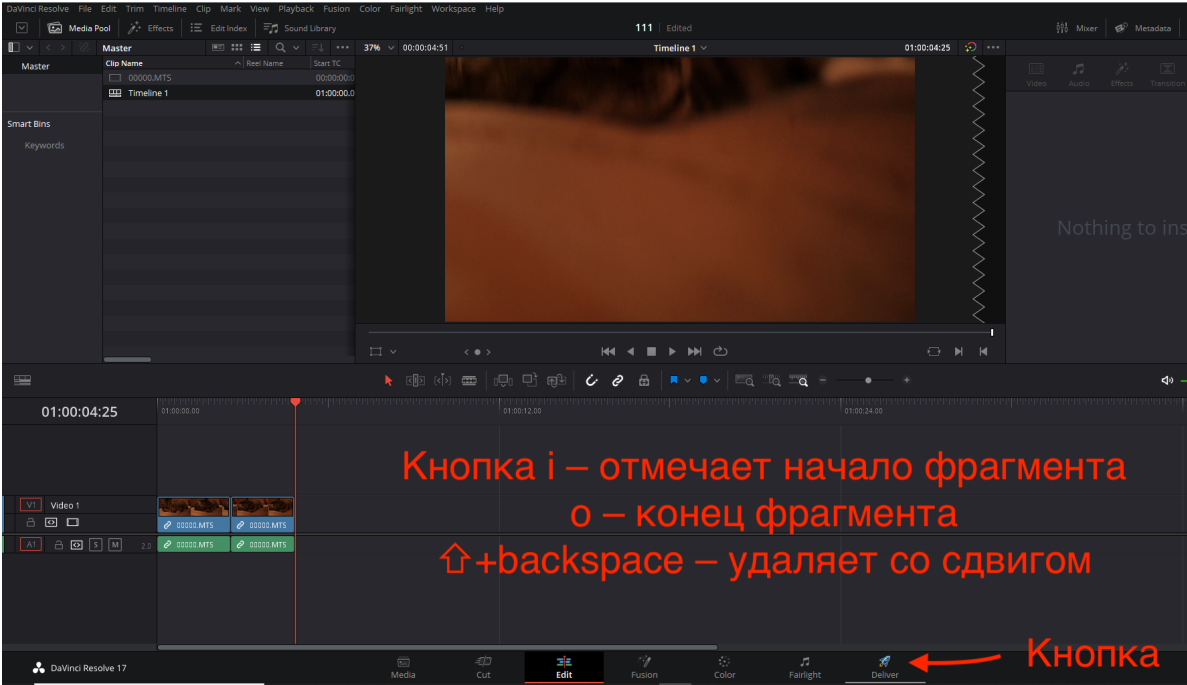 DaVinci Resolve File Edit Trim Timeline Clip Mark View Playback Fusion Color Fairlight Workspace Help
Media Pool Effects Edit Index Sound Library 111 Edited Mixer Metadata
Master 37% 00:00:04:51 Timeline 1 01:00:04:25
Master Clip Name Reel Name Start TC
00000.MTS 00:00:00:0
Timeline 1 01:00:00.0
Video Audio Effects Transition
Smart Bins
Keywords
Nothing to ins
01:00:04:25 01:00:00.00 01:00:12.00 01:00:24.00
Кнопка i – отмечает начало фрагмента
о – конец фрагмента
⇧+backspace – удаляет со сдвигом
V1 Video 1
00000.MTS 00000.MTS
A1 S M 2.0 00000.MTS 00000.MTS
Кнопка
DaVinci Resolve 17 Media Cut Edit Fusion Color Fairlight Deliver